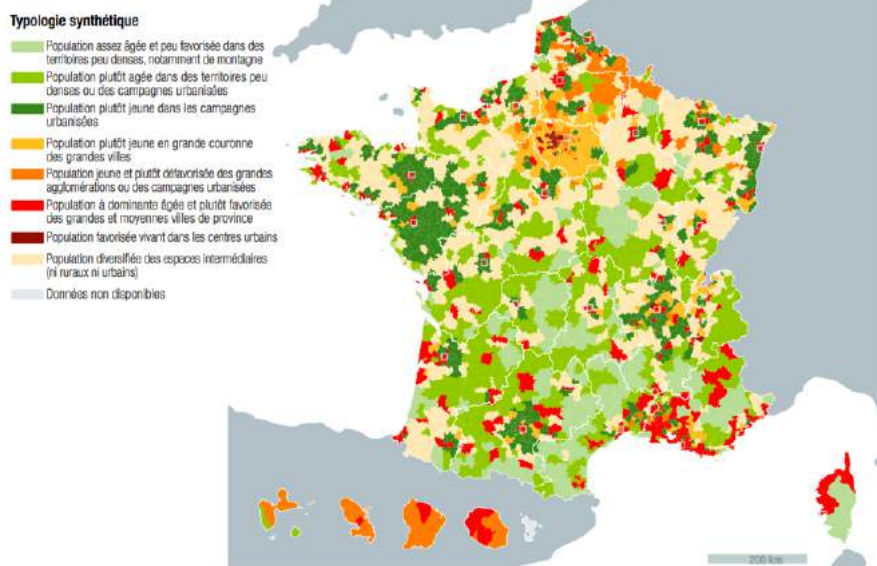 Typologie synthétique
Population assez âgée et peu favorisée dans des
territoires peu denses, notamment de montagne
Population plutôt agée dans des territoires peu
denses ou des campagnes urbanisées
Population plutôt jeune dans les campagnes
urbanisées
Population plutôt jeune en grande couronne
des grandes villes
Population jeune et plutôt défavorisée des grandes
agglomérations ou des campagnes urbanisées
Population à dominante âgée et plutôt favorisée
des grandes et moyennes villes de province
Population favorisée vivant dans les centres urbains
Population diversifiée des espaces intermédiaires
(ni ruraux ni urbains)
Données non disponibles
200 km